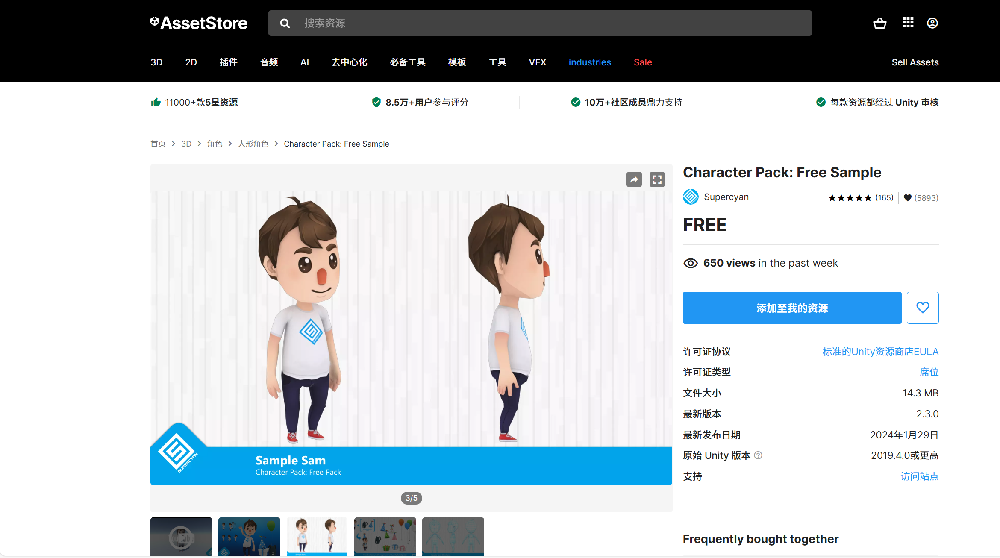 AssetStore
搜索资源
3D 2D 插件 音频 AI 去中心化 必备工具 模板 工具 VFX industries Sale Sell Assets
11000+款5星资源 8.5万+用户参与评分 10万+社区成员鼎力支持 每款资源都经过 Unity 审核
首页 > 3D > 角色 > 人形角色 > Character Pack: Free Sample
Character Pack: Free Sample
Supercyan ★★★★★ (165) (5893)
FREE
650 views in the past week
添加至我的资源
许可证协议 标准的Unity资源商店EULA
许可证类型 席位
文件大小 14.3 MB
最新版本 2.3.0
最新发布日期 2024年1月29日
原始 Unity 版本 2019.4.0或更高
支持 访问站点
SUPERCYAN
Sample Sam
Character Pack: Free Pack
3/5
Frequently bought together